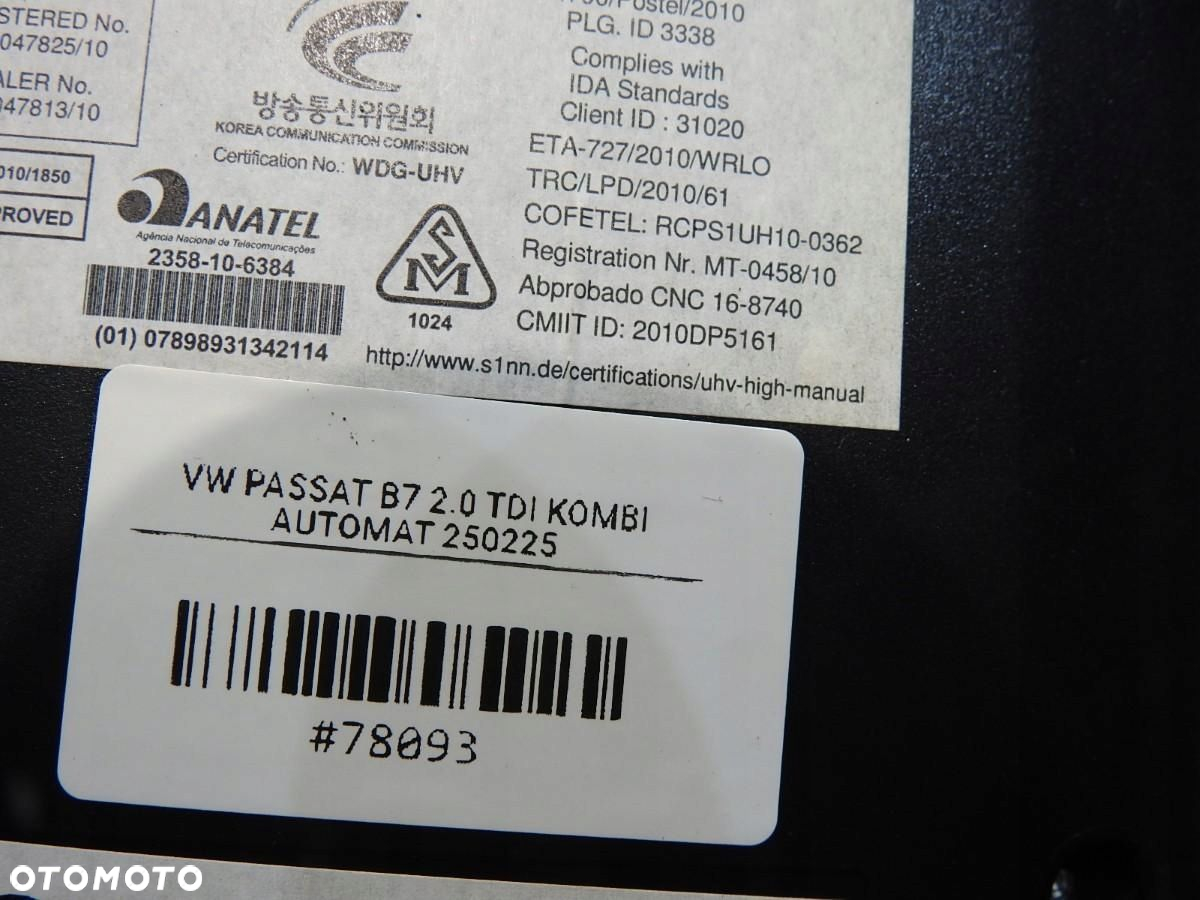 STERED No.
047825/10
ALER No.
047813/10
010/1850
PROVED
방송통신위원회
KOREA COMMUNICATION COMMISSION
Certification No.: WDG-UHV
ANATEL
Agência Nacional de Telecomunicações
2358-10-6384
(01) 07898931342114
S M
1024
/Postel/2010
PLG. ID 3338
Complies with
IDA Standards
Client ID : 31020
ETA-727/2010/WRLO
TRC/LPD/2010/61
COFETEL: RCPS1UH10-0362
Registration Nr. MT-0458/10
Abprobado CNC 16-8740
CMIIT ID: 2010DP5161
http://www.s1nn.de/certifications/uhv-high-manual
VW PASSAT B7 2.0 TDI KOMBI
AUTOMAT 250225
#78093
OTOMOTO